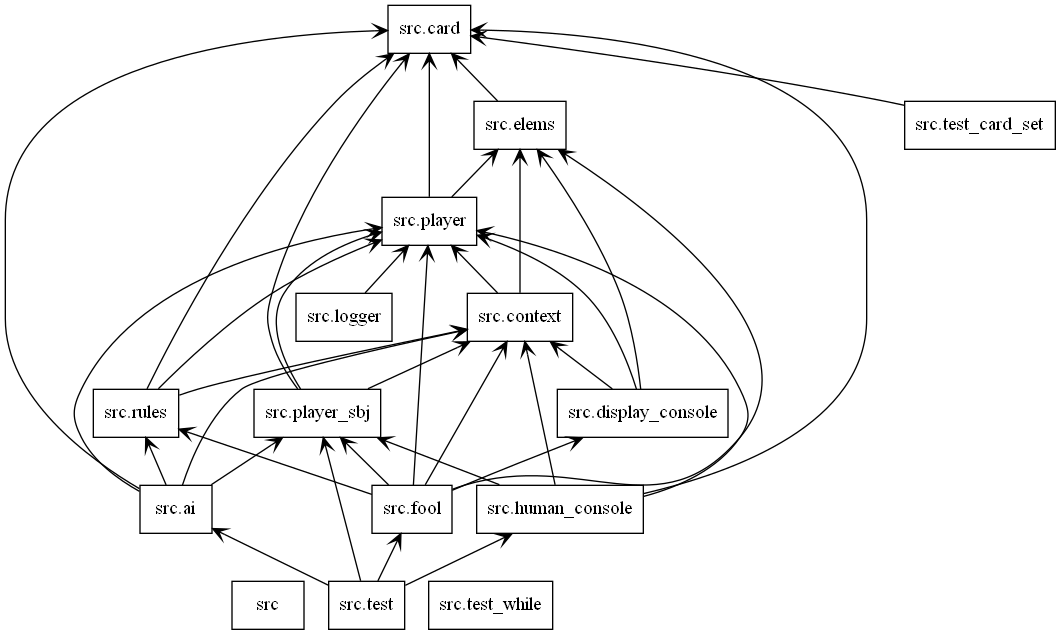 src.card
src.elems
src.test_card_set
src.player
src.logger
src.context
src.rules
src.player_sbj
src.display_console
src.ai
src.fool
src.human_console
src
src.test
src.test_while